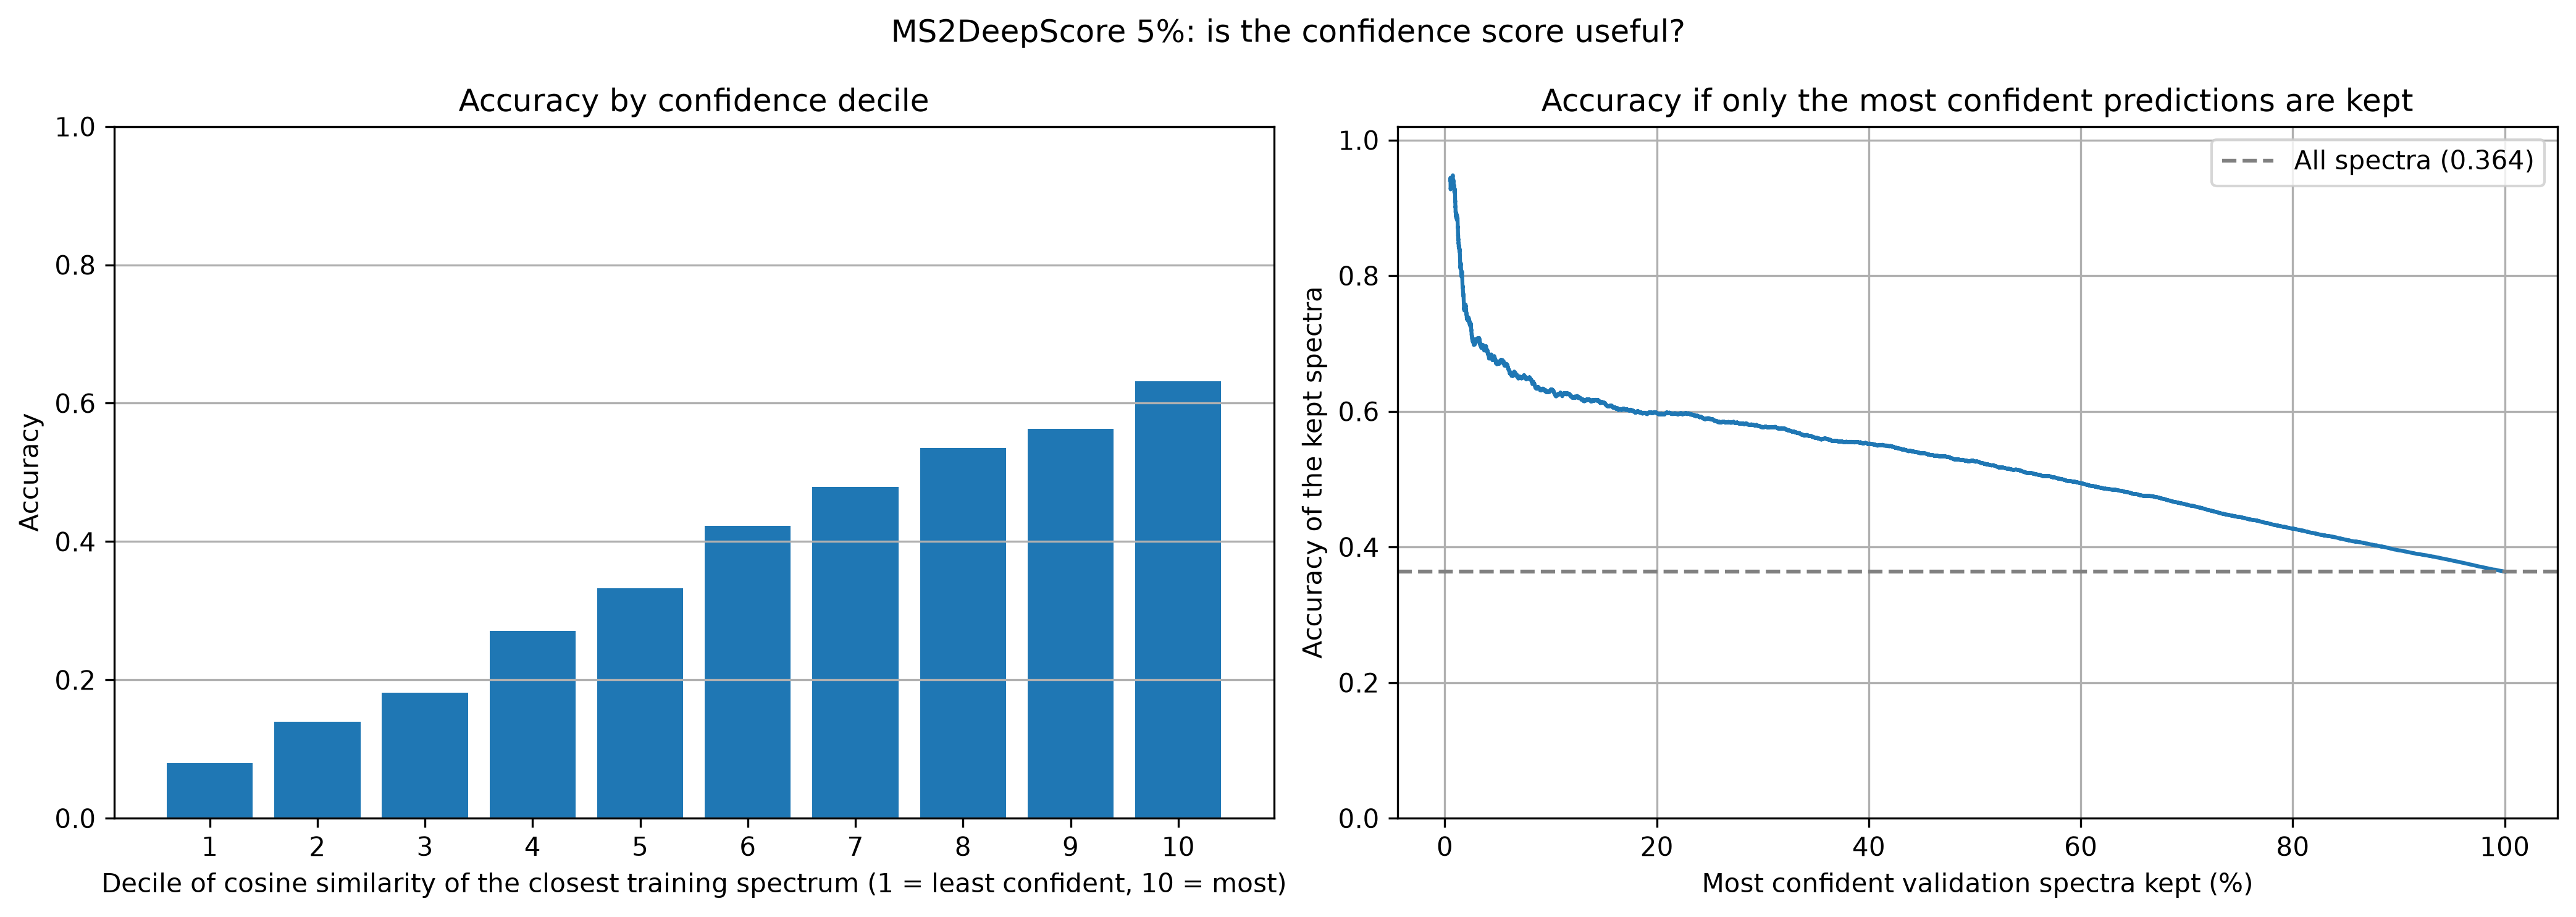 MS2DeepScore 5%: is the confidence score useful?
Accuracy by confidence decile
1.0
0.8
0.6
0.4
0.2
0.0
Accuracy
1 2 3 4 5 6 7 8 9 10
Decile of cosine similarity of the closest training spectrum (1 = least confident, 10 = most)
Accuracy if only the most confident predictions are kept
All spectra (0.364)
1.0
0.8
0.6
0.4
0.2
0.0
Accuracy of the kept spectra
0 20 40 60 80 100
Most confident validation spectra kept (%)